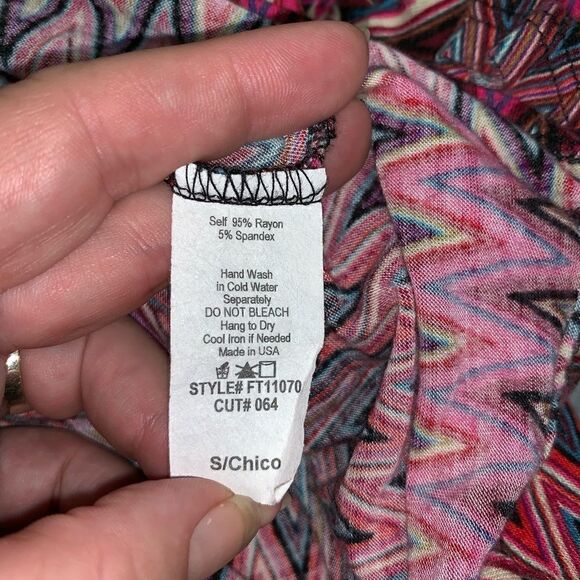 Self 95% Rayon
5% Spandex
Hand Wash
in Cold Water
Separately
DO NOT BLEACH
Hang to Dry
Cool Iron if Needed
Made in USA
STYLE# FT11070
CUT# 064
S/Chico